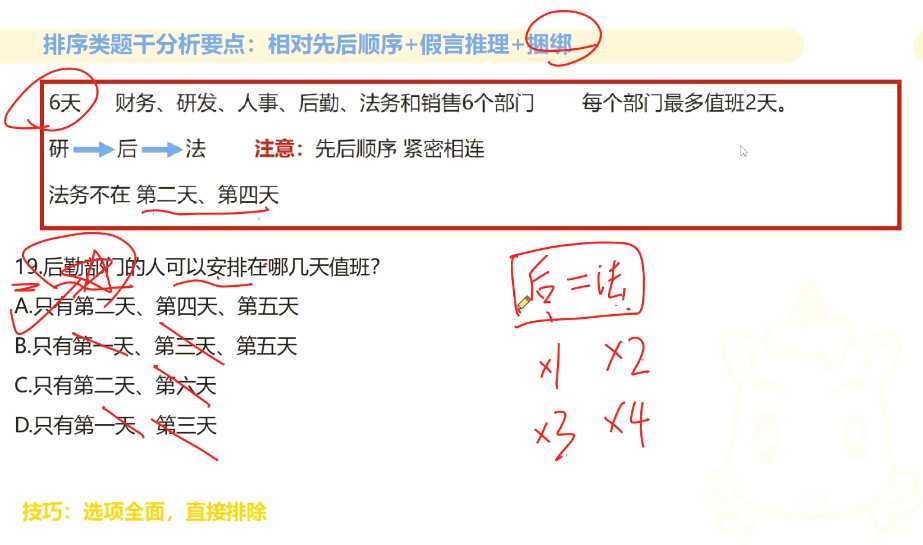 排序类题干分析要点：相对先后顺序+假言推理+捆绑
6天 财务、研发、人事、后勤、法务和销售6个部门 每个部门最多值班2天。
研 后 法 注意：先后顺序 紧密相连
法务不在 第二天、第四天
19.后勤部门的人可以安排在哪几天值班？
A.只有第二天、第四天、第五天
B.只有第一天、第三天、第五天
C.只有第二天、第六天
D.只有第一天、第三天
后=法
×1 ×2
×3 ×4
技巧：选项全面，直接排除